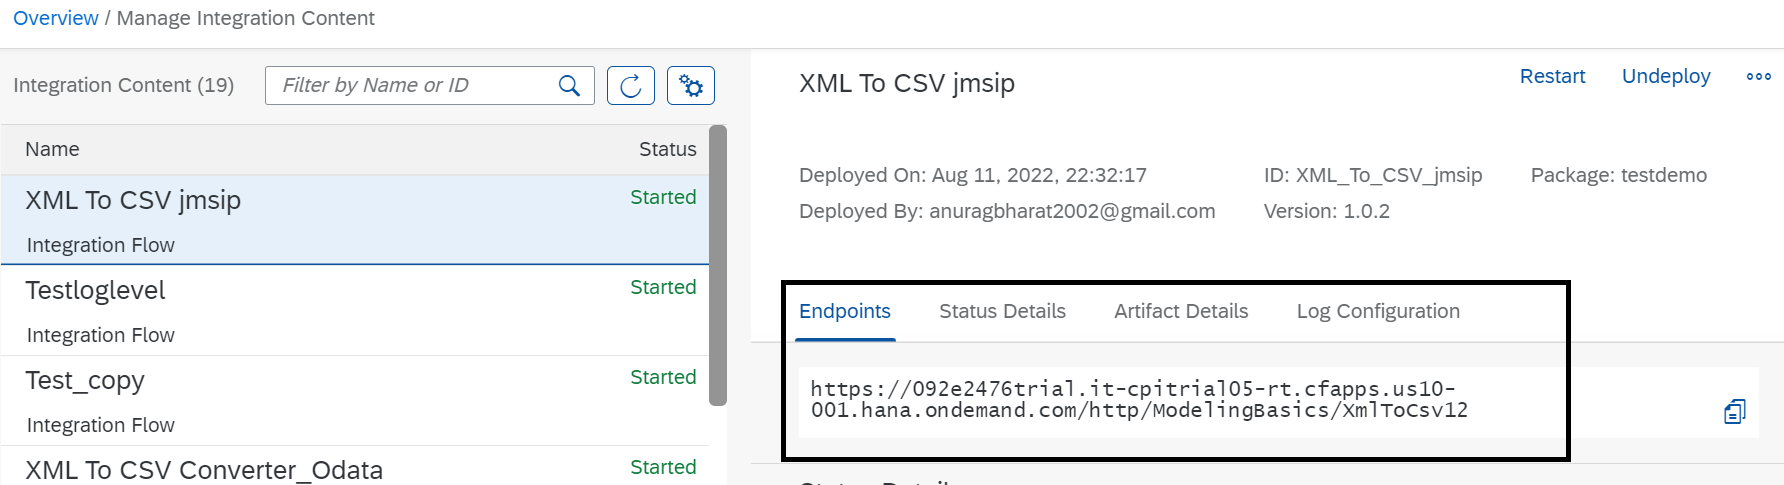 Overview / Manage Integration Content
Integration Content (19)
Filter by Name or ID
Name
Status
XML To CSV jmsip
Started
Integration Flow
Testloglevel
Started
Integration Flow
Test_copy
Started
Integration Flow
XML To CSV Converter_Odata
Started
XML To CSV jmsip
Restart
Undeploy
Deployed On: Aug 11, 2022, 22:32:17
ID: XML_To_CSV_jmsip
Package: testdemo
Deployed By: anuragbharat2002@gmail.com
Version: 1.0.2
Endpoints
Status Details
Artifact Details
Log Configuration
https://092e2476trial.it-cpitrial05-rt.cfapps.us10-
001.hana.ondemand.com/http/ModelingBasics/XmlToCsv12